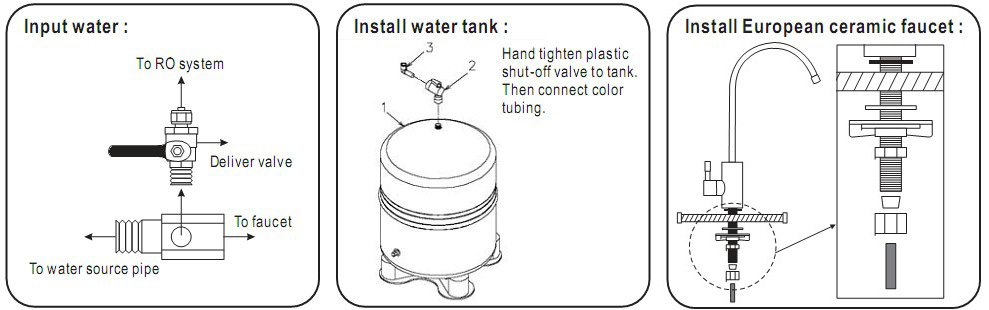 Input water :
To RO system
Deliver valve
To faucet
To water source pipe
Install water tank :
3
2
1
Hand tighten plastic
shut-off valve to tank.
Then connect color
tubing.
Install European ceramic faucet :